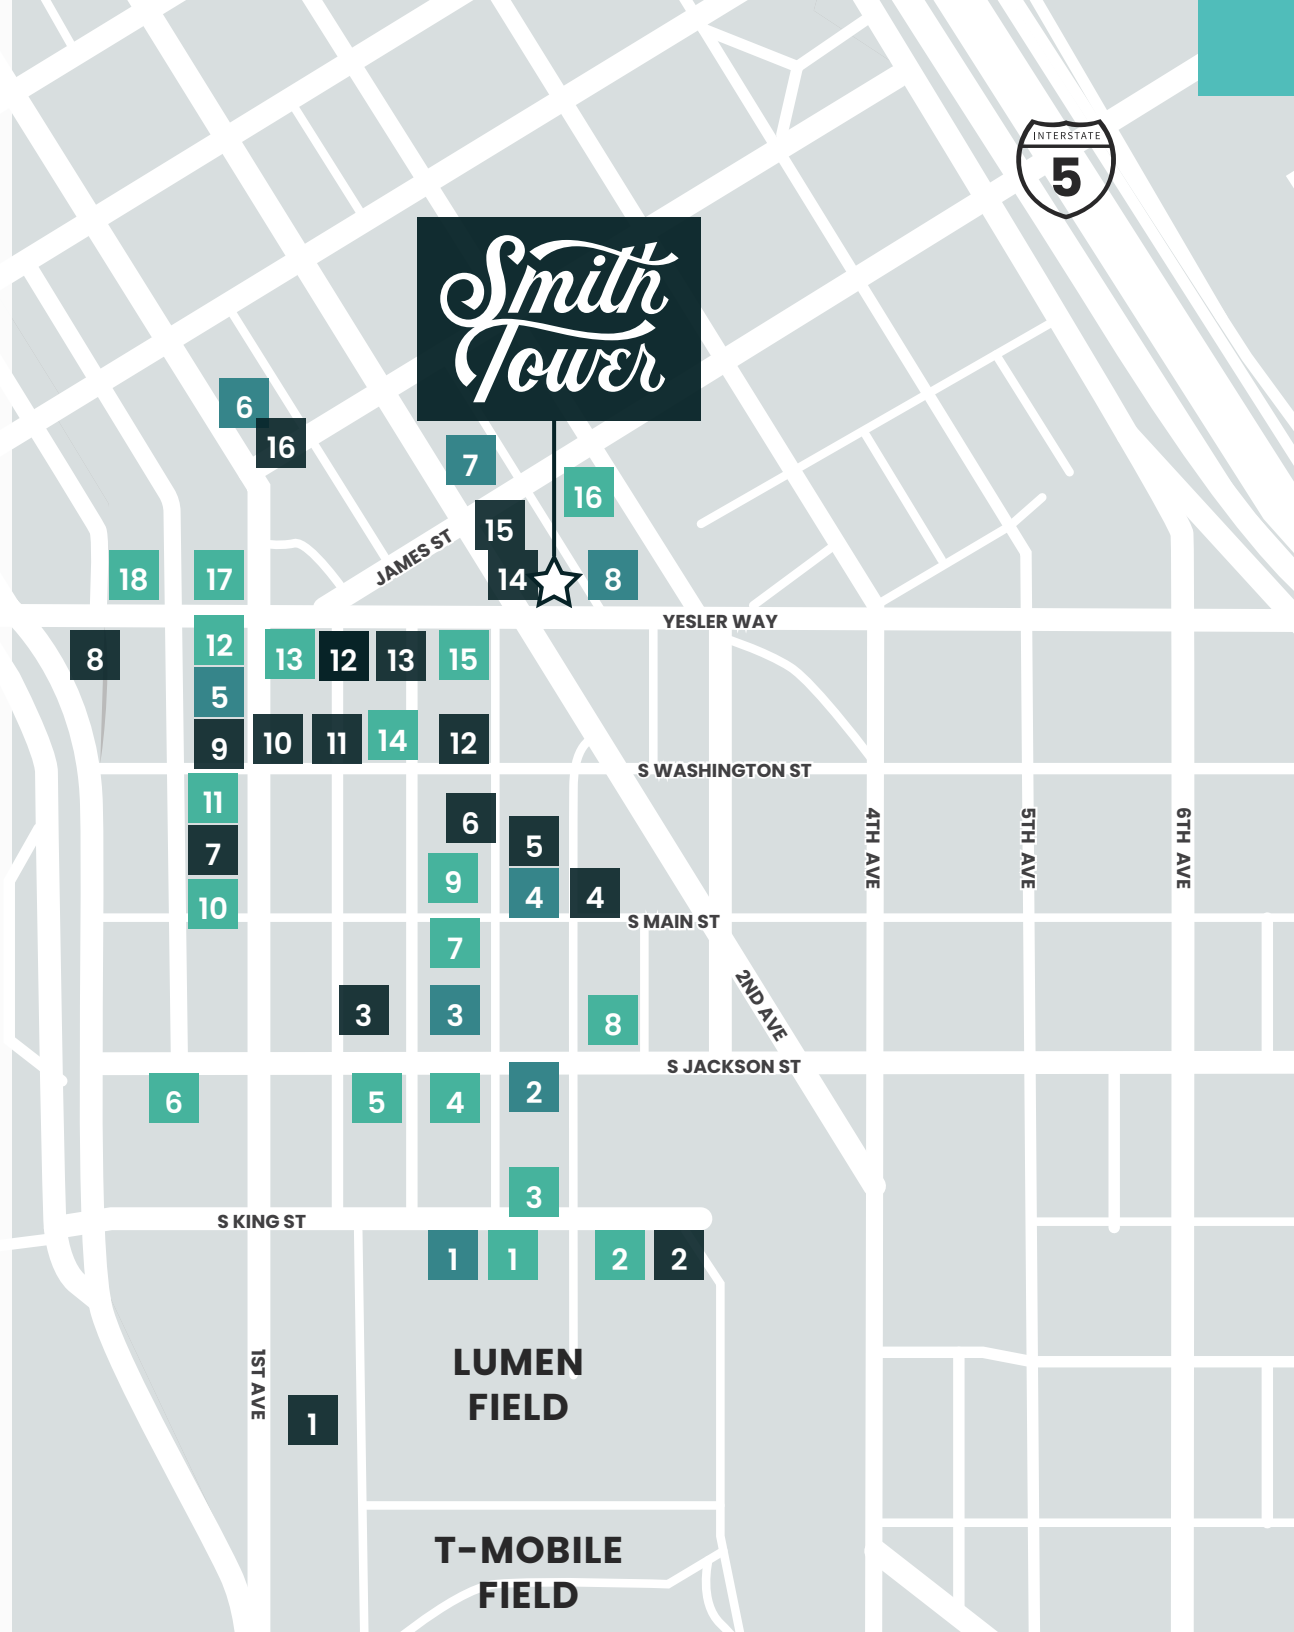 INTERSTATE
5
Smith
Tower
6
16
7
16
15
JAMES ST
18
17
14
8
YESLER WAY
12
8
13
12
13
15
5
9
10
11
14
12
S WASHINGTON ST
11
6
4TH AVE
5TH AVE
6TH AVE
7
5
9
4
4
10
S MAIN ST
7
3
3
8
2ND AVE
S JACKSON ST
6
5
4
2
3
S KING ST
1
1
2
2
LUMEN
FIELD
1ST AVE
1
T-MOBILE
FIELD